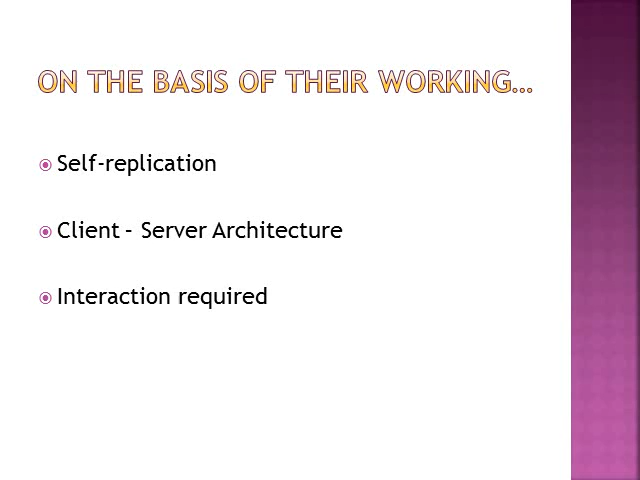 ON THE BASIS OF THEIR WORKING…
Self-replication
Client – Server Architecture
Interaction required